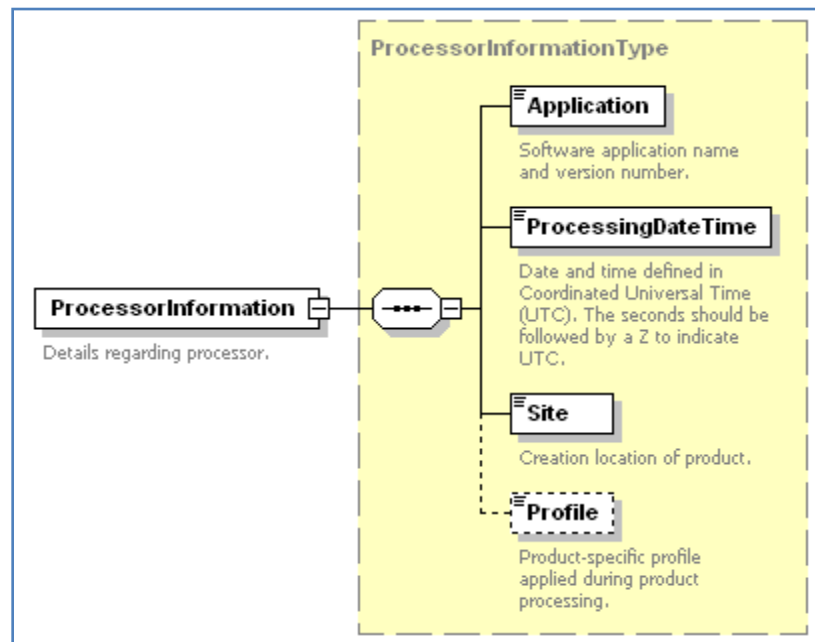 ProcessorInformationType
Application
Software application name
and version number.
ProcessingDateTime
Date and time defined in
Coordinated Universal Time
(UTC). The seconds should be
followed by a Z to indicate
UTC.
ProcessorInformation
Details regarding processor.
Site
Creation location of product.
Profile
Product-specific profile
applied during product
processing.